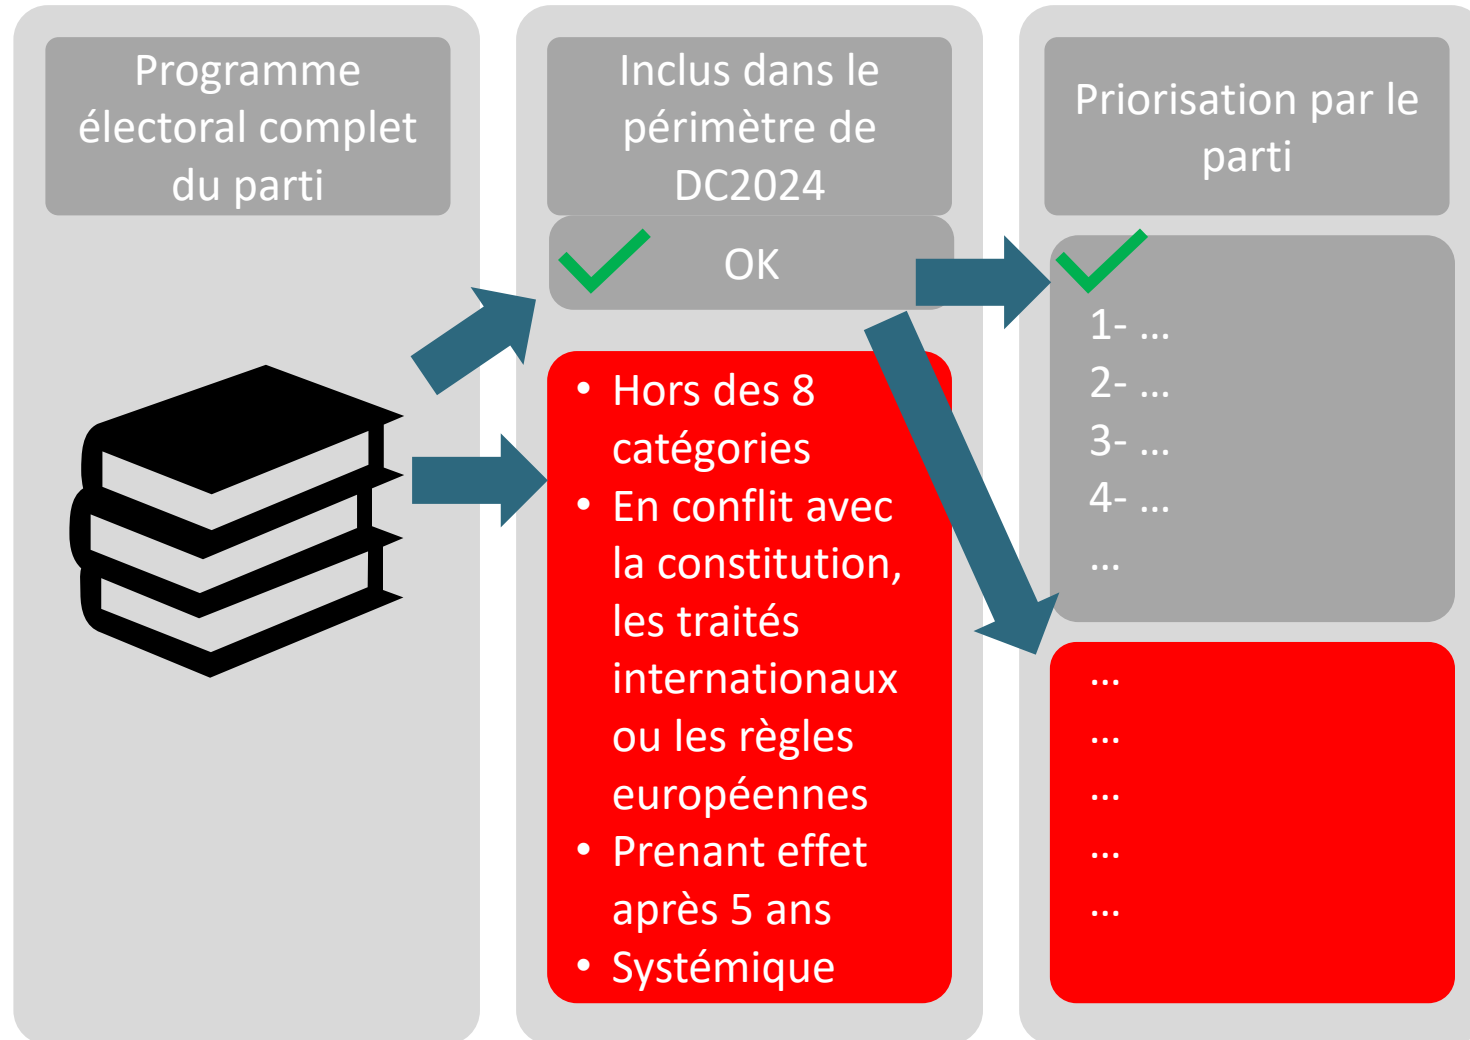 Programme
électoral complet
du parti
Inclus dans le
périmètre de
DC2024
OK
• Hors des 8
catégories
• En conflit avec
la constitution,
les traités
internationaux
ou les règles
européennes
• Prenant effet
après 5 ans
• Systémique
Priorisation par le
parti
1- ...
2- ...
3- ...
4- ...
...
...
...
...
...
...